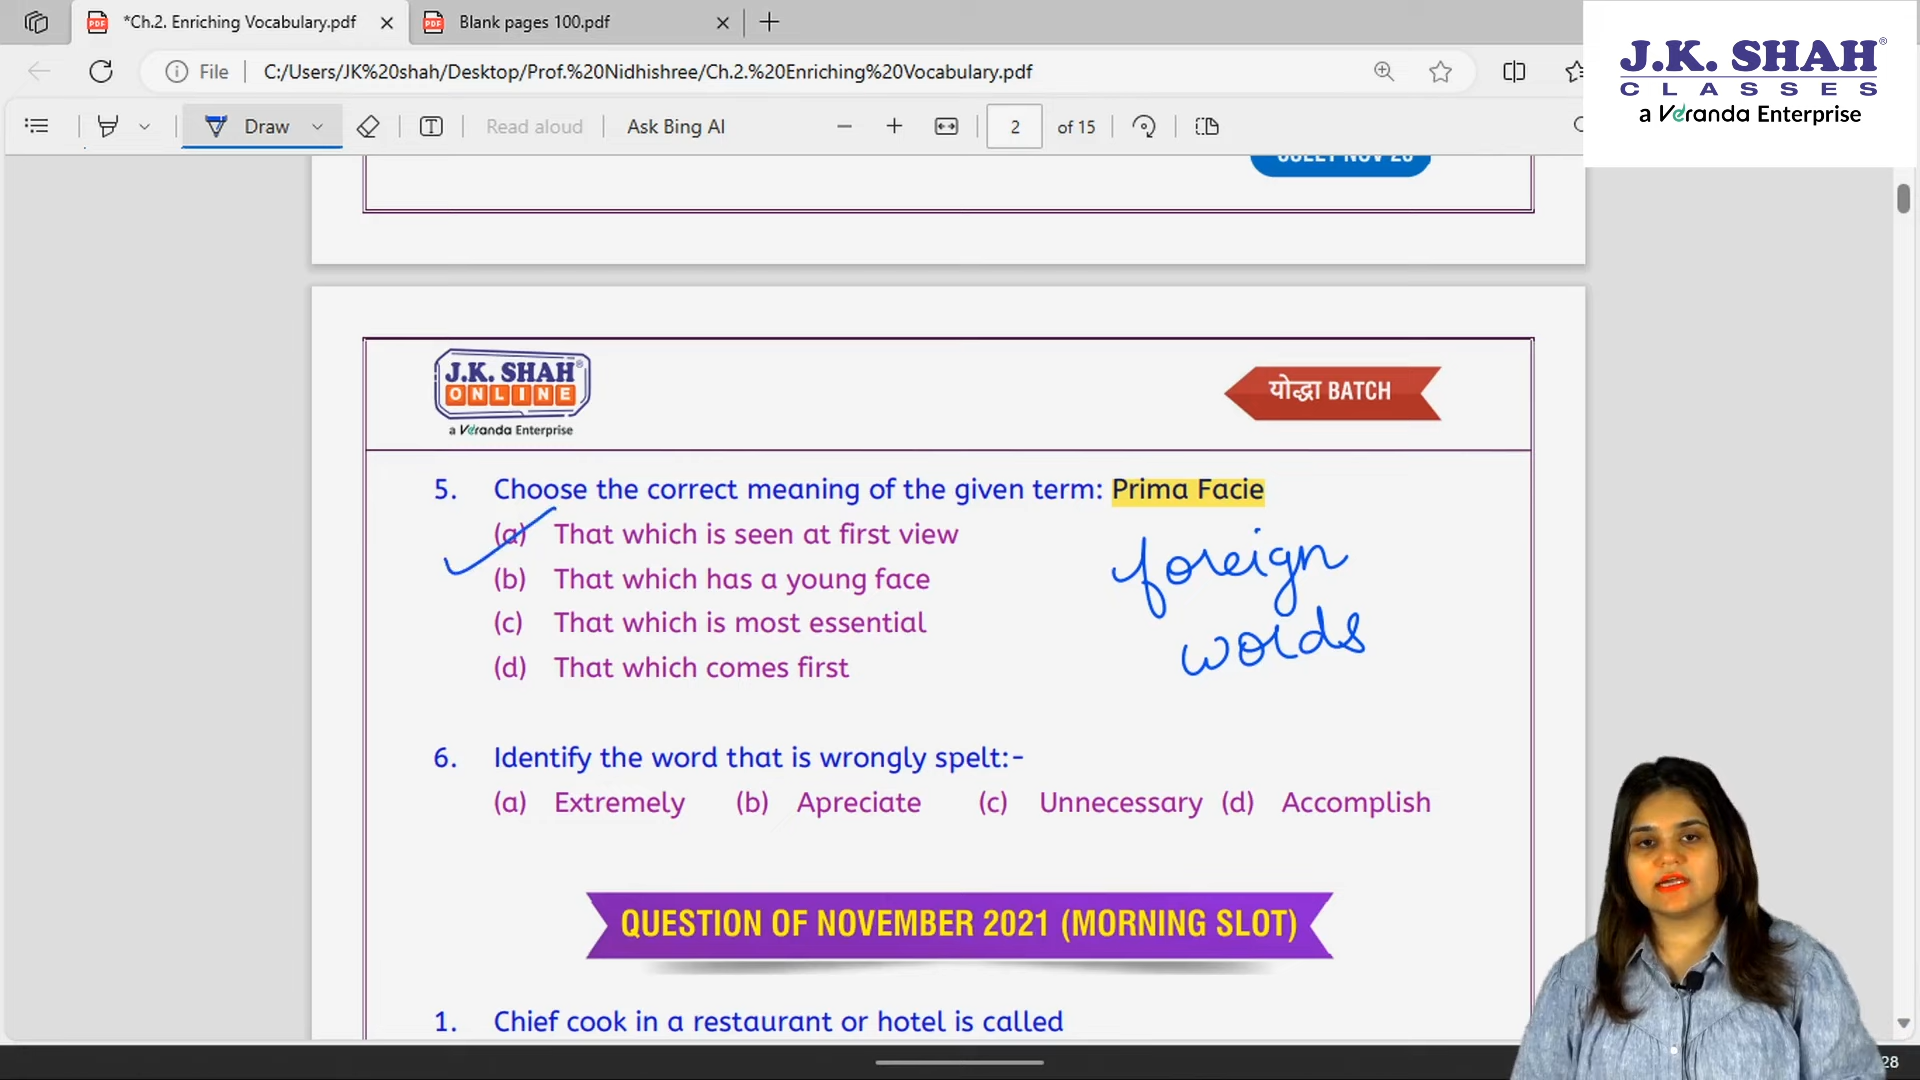 *Ch.2. Enriching Vocabulary.pdf
Blank pages 100.pdf
File
C:/Users/JK%20shah/Desktop/Prof.%20Nidhishree/Ch.2.%20Enriching%20Vocabulary.pdf
J.K. SHAH®
CLASSES
a Veranda Enterprise
Draw
Read aloud
Ask Bing AI
2
of 15
J.K. SHAH®
ONLINE
a Veranda Enterprise
योद्धा BATCH
5. Choose the correct meaning of the given term: Prima Facie
(a) That which is seen at first view
(b) That which has a young face
(c) That which is most essential
(d) That which comes first
foreign
words
6. Identify the word that is wrongly spelt:-
(a) Extremely (b) Apreciate (c) Unnecessary (d) Accomplish
QUESTION OF NOVEMBER 2021 (MORNING SLOT)
1. Chief cook in a restaurant or hotel is called
28